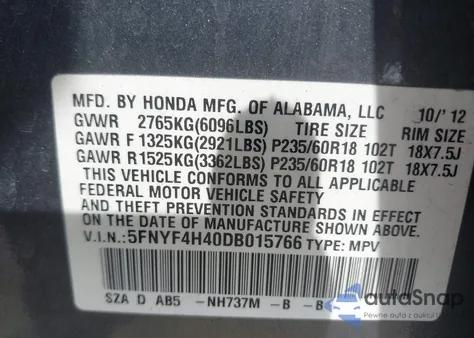 MFD. BY HONDA MFG. OF ALABAMA, LLC 10/'12
GVWR 2765KG(6096LBS) TIRE SIZE RIM SIZE
GAWR F 1325KG(2921LBS) P235/60R18 102T 18X7.5J
GAWR R 1525KG(3362LBS) P235/60R18 102T 18X7.5J
THIS VEHICLE CONFORMS TO ALL APPLICABLE
FEDERAL MOTOR VEHICLE SAFETY
AND THEFT PREVENTION STANDARDS IN EFFECT
ON THE DATE OF MANUFACTURE SHOWN ABOVE.
V.I.N.: 5FNYF4H40DB015766 TYPE: MPV
SZA D AB5 -NH737M -B -B
autaSnap
Pewne auto z